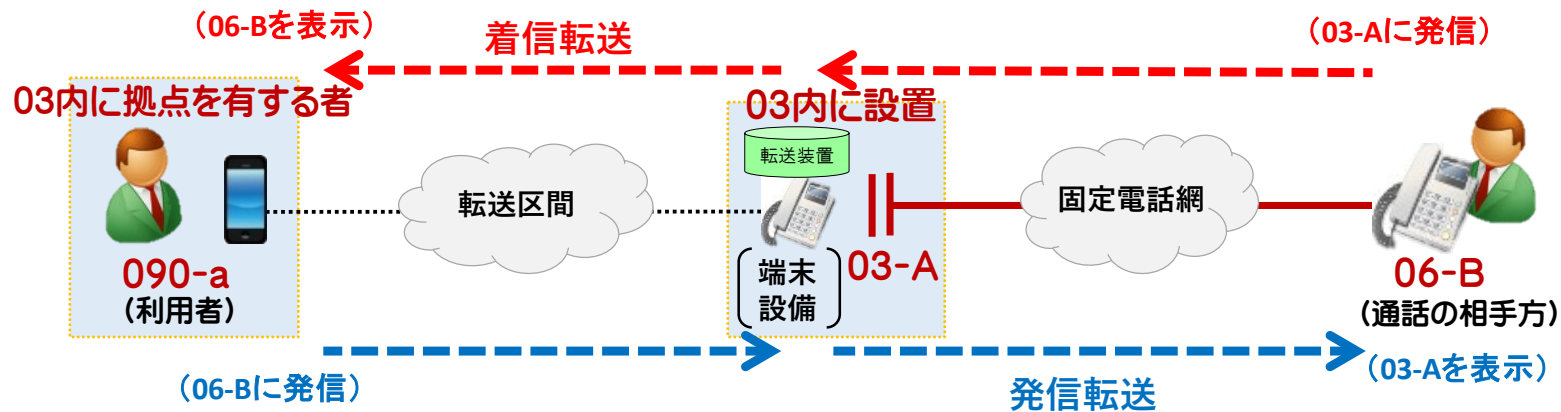 （06-Bを表示）
着信転送
（03-Aに発信）
03内に拠点を有する者
03内に設置
転送装置
転送区間
固定電話網
090-a
（利用者）
端末
設備
03-A
06-B
（通話の相手方）
（06-Bに発信）
発信転送
（03-Aを表示）